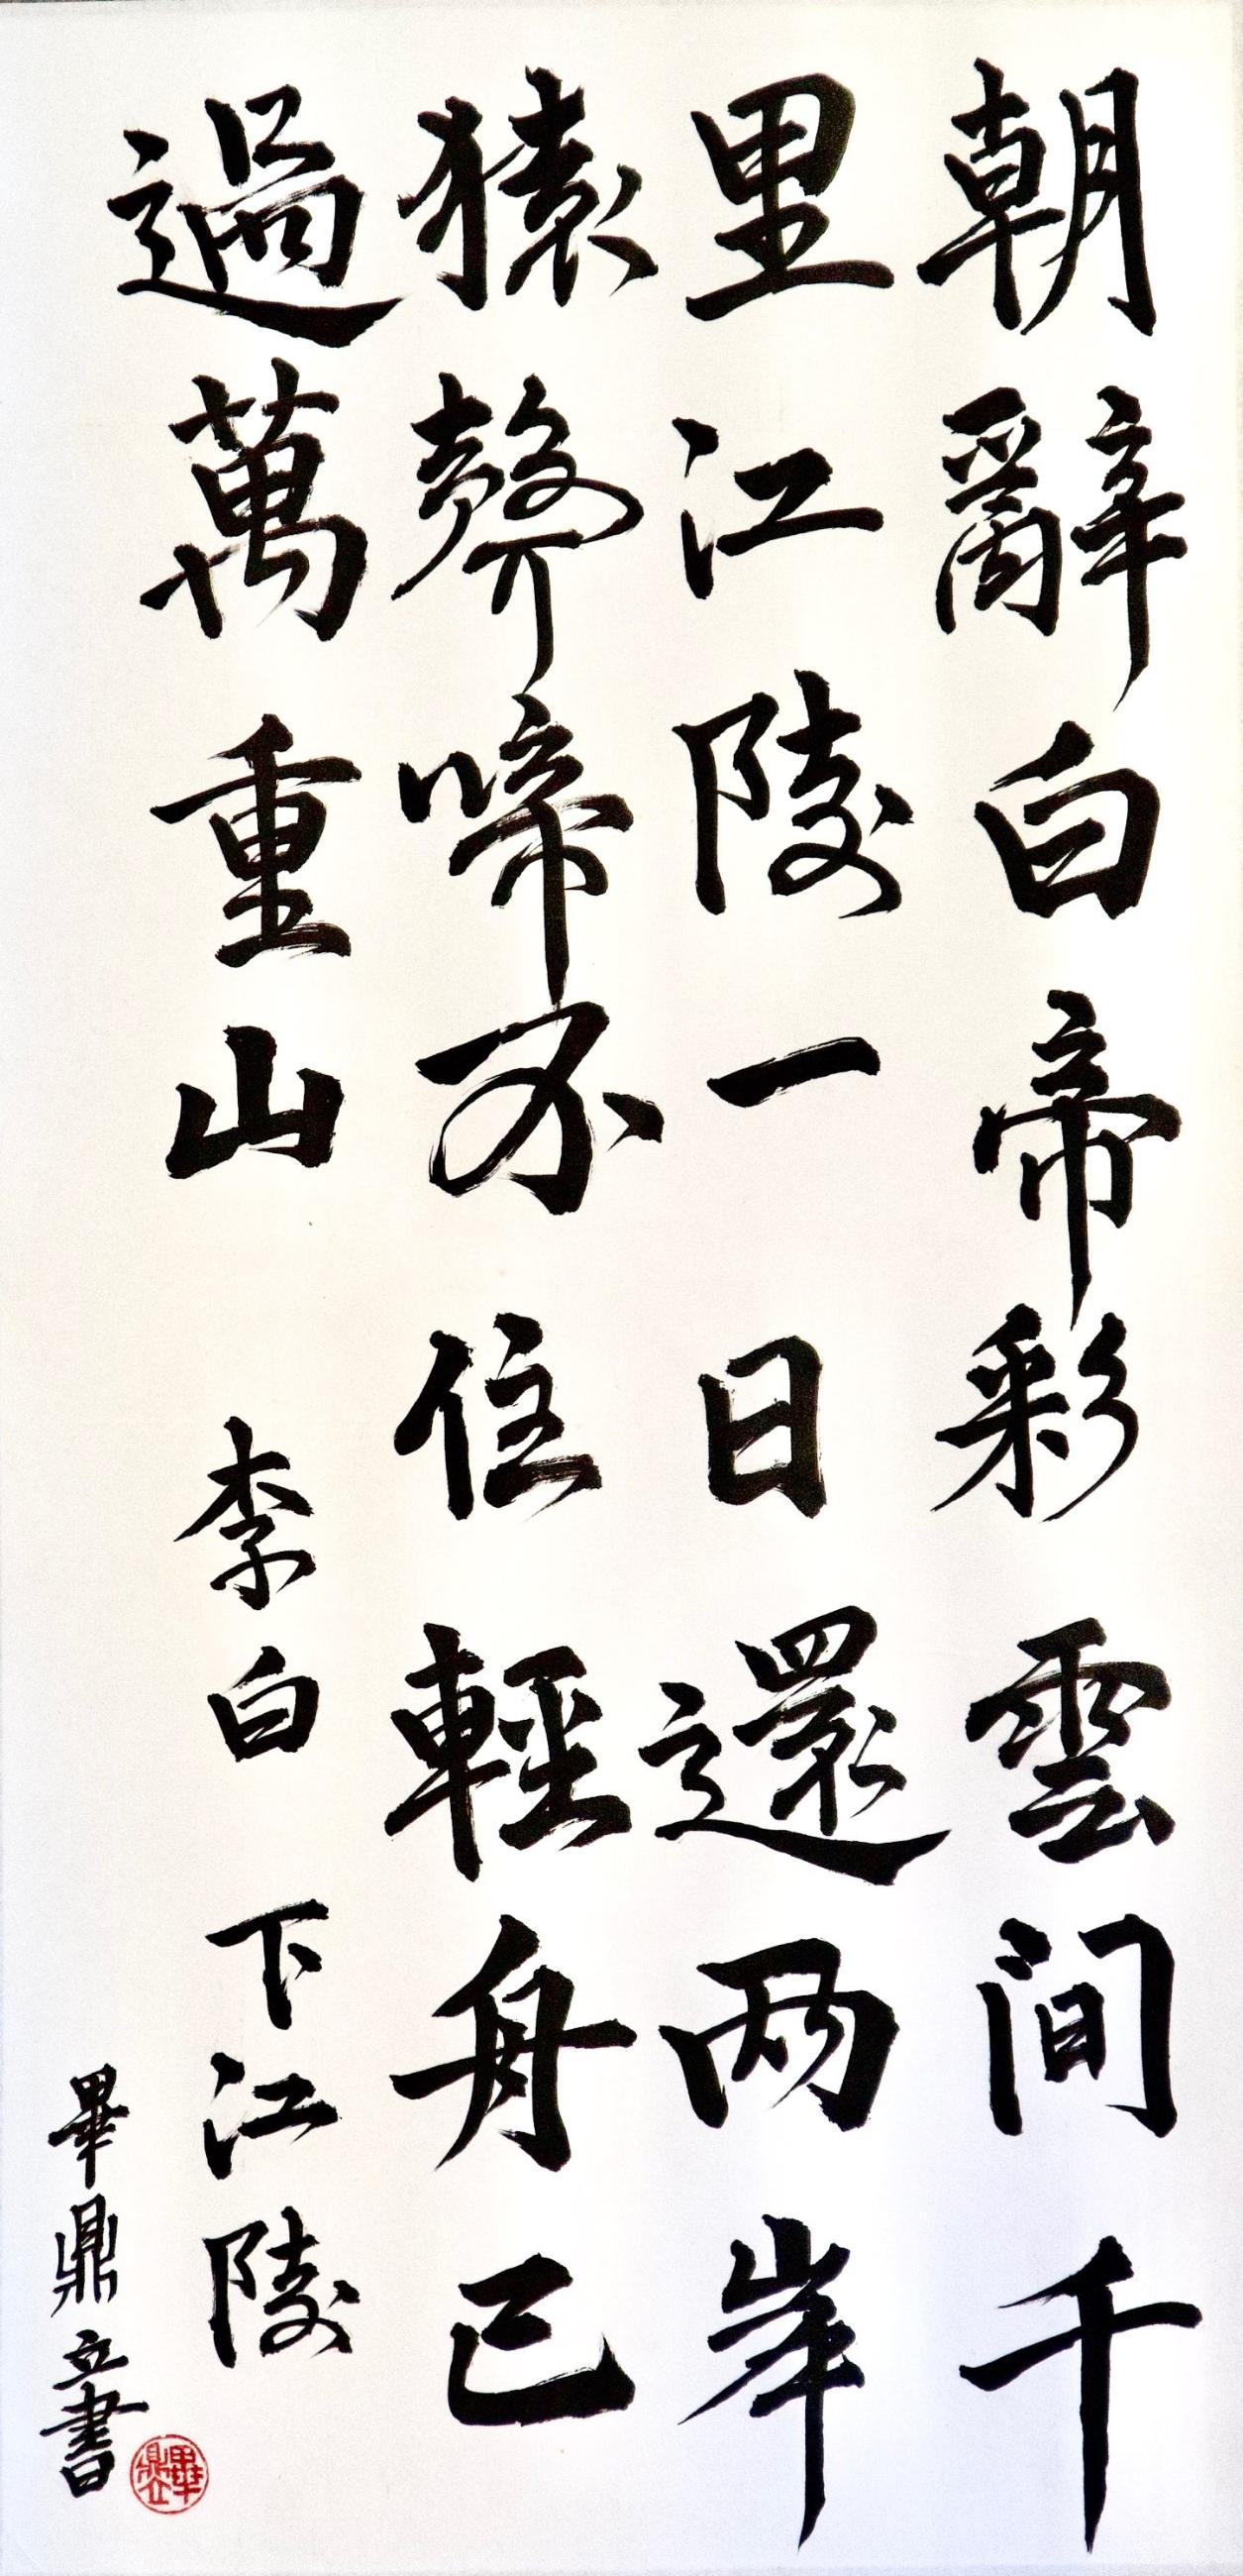 朝辭白帝彩雲間千
里江陵一日還两岸
猿聲啼不住輕舟已
過萬重山 李白 下江陵
畢鼎立書
畢鼎立